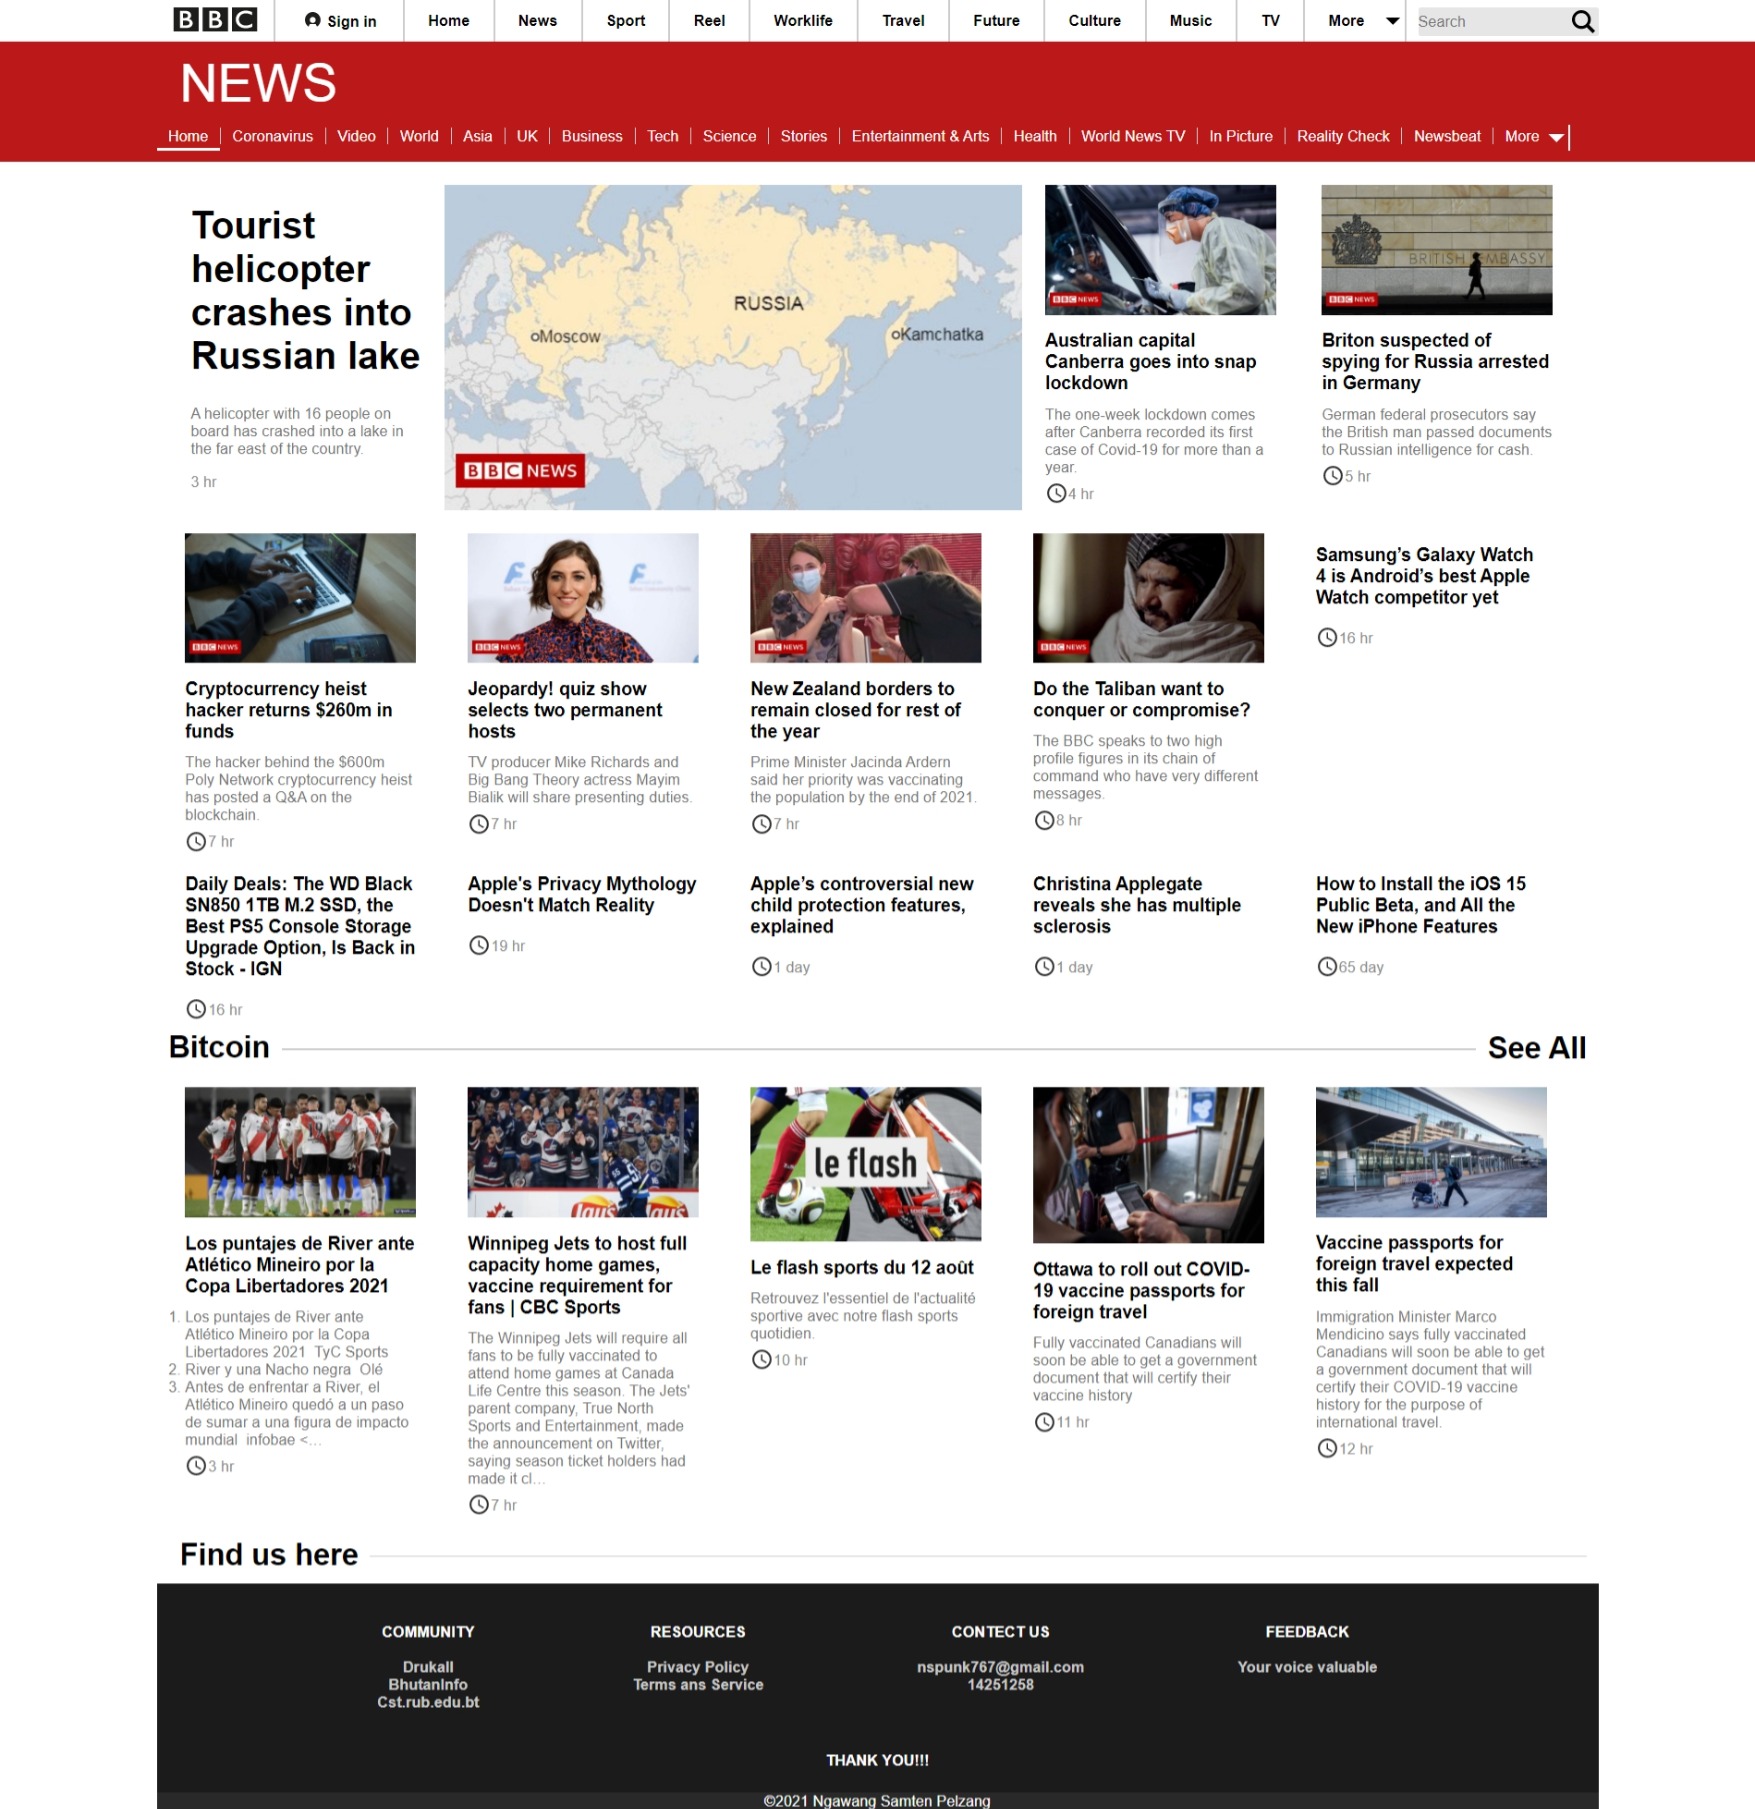 BBC
Sign in
Home
News
Sport
Reel
Worklife
Travel
Future
Culture
Music
TV
More
Search
NEWS
Home
Coronavirus
Video
World
Asia
UK
Business
Tech
Science
Stories
Entertainment & Arts
Health
World News TV
In Picture
Reality Check
Newsbeat
More
Tourist
helicopter
crashes into
Russian lake
A helicopter with 16 people on
board has crashed into a lake in
the far east of the country.
3 hr
RUSSIA
Moscow
Kamchatka
BBC NEWS
BBC NEWS
Australian capital
Canberra goes into snap
lockdown
The one-week lockdown comes
after Canberra recorded its first
case of Covid-19 for more than a
year.
4 hr
BRITISH EMBASSY
BBC NEWS
Briton suspected of
spying for Russia arrested
in Germany
German federal prosecutors say
the British man passed documents
to Russian intelligence for cash.
5 hr
BBC NEWS
Cryptocurrency heist
hacker returns $260m in
funds
The hacker behind the $600m
Poly Network cryptocurrency heist
has posted a Q&A on the
blockchain.
7 hr
BBC NEWS
Jeopardy! quiz show
selects two permanent
hosts
TV producer Mike Richards and
Big Bang Theory actress Mayim
Bialik will share presenting duties.
7 hr
BBC NEWS
New Zealand borders to
remain closed for rest of
the year
Prime Minister Jacinda Ardern
said her priority was vaccinating
the population by the end of 2021.
7 hr
BBC NEWS
Do the Taliban want to
conquer or compromise?
The BBC speaks to two high
profile figures in its chain of
command who have very different
messages.
8 hr
Samsung’s Galaxy Watch
4 is Android’s best Apple
Watch competitor yet
16 hr
Daily Deals: The WD Black
SN850 1TB M.2 SSD, the
Best PS5 Console Storage
Upgrade Option, Is Back in
Stock - IGN
16 hr
Apple's Privacy Mythology
Doesn't Match Reality
19 hr
Apple’s controversial new
child protection features,
explained
1 day
Christina Applegate
reveals she has multiple
sclerosis
1 day
How to Install the iOS 15
Public Beta, and All the
New iPhone Features
65 day
Bitcoin
See All
Los puntajes de River ante
Atlético Mineiro por la
Copa Libertadores 2021
1. Los puntajes de River ante
Atlético Mineiro por la Copa
Libertadores 2021 TyC Sports
2. River y una Nacho negra Olé
3. Antes de enfrentar a River, el
Atlético Mineiro quedó a un paso
de sumar a una figura de impacto
mundial infobae <...
3 hr
Lay's Lay's
Winnipeg Jets to host full
capacity home games,
vaccine requirement for
fans | CBC Sports
The Winnipeg Jets will require all
fans to be fully vaccinated to
attend home games at Canada
Life Centre this season. The Jets'
parent company, True North
Sports and Entertainment, made
the announcement on Twitter,
saying season ticket holders had
made it cl…
7 hr
le flash
Le flash sports du 12 août
Retrouvez l'essentiel de l'actualité
sportive avec notre flash sports
quotidien.
10 hr
Ottawa to roll out COVID-
19 vaccine passports for
foreign travel
Fully vaccinated Canadians will
soon be able to get a government
document that will certify their
vaccine history
11 hr
Vaccine passports for
foreign travel expected
this fall
Immigration Minister Marco
Mendicino says fully vaccinated
Canadians will soon be able to get
a government document that will
certify their COVID-19 vaccine
history for the purpose of
international travel.
12 hr
Find us here
COMMUNITY
Drukall
BhutanInfo
Cst.rub.edu.bt
RESOURCES
Privacy Policy
Terms ans Service
CONTACT US
nspunk767@gmail.com
14251258
FEEDBACK
Your voice valuable
THANK YOU!!!
©2021 Ngawang Samten Pelzang